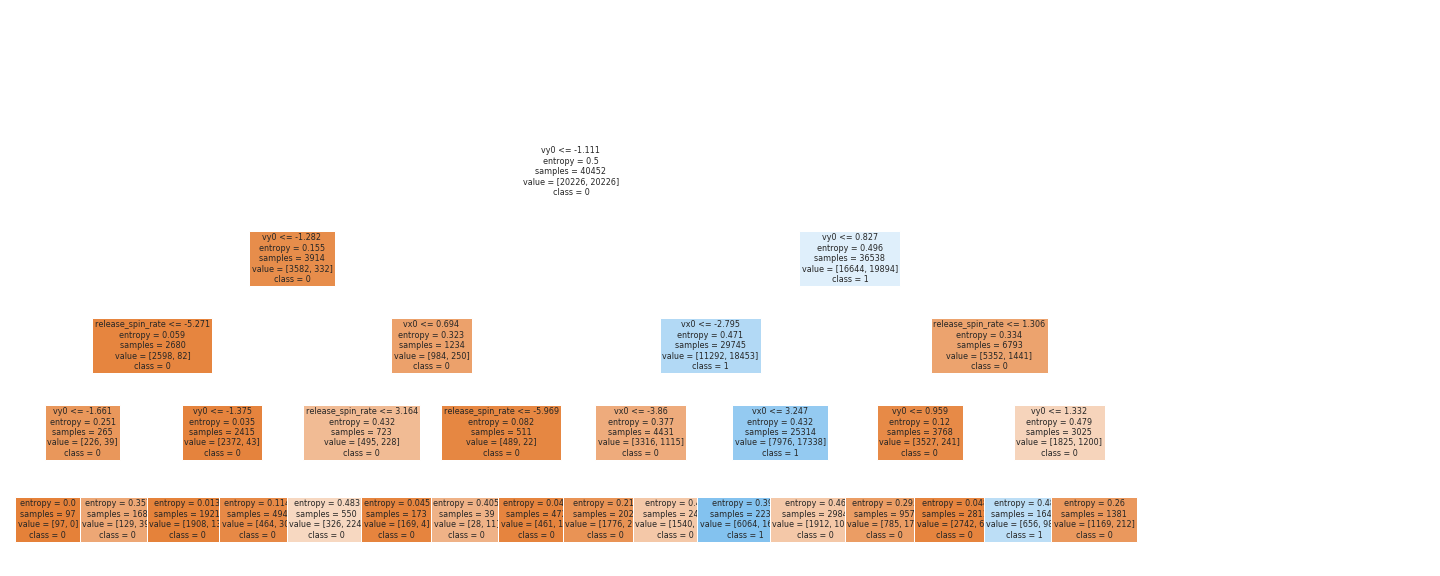 vy0 <= -1.111
entropy = 0.5
samples = 40452
value = [20226, 20226]
class = 0
vy0 <= -1.282
entropy = 0.155
samples = 3914
value = [3582, 332]
class = 0
vy0 <= 0.827
entropy = 0.496
samples = 36538
value = [16644, 19894]
class = 1
release_spin_rate <= -5.271
entropy = 0.059
samples = 2680
value = [2598, 82]
class = 0
vx0 <= 0.694
entropy = 0.323
samples = 1234
value = [984, 250]
class = 0
vx0 <= -2.795
entropy = 0.471
samples = 29745
value = [11292, 18453]
class = 1
release_spin_rate <= 1.306
entropy = 0.334
samples = 6793
value = [5352, 1441]
class = 0
vy0 <= -1.661
entropy = 0.251
samples = 265
value = [226, 39]
class = 0
vy0 <= -1.375
entropy = 0.035
samples = 2415
value = [2372, 43]
class = 0
release_spin_rate <= 3.164
entropy = 0.432
samples = 723
value = [495, 228]
class = 0
release_spin_rate <= -5.969
entropy = 0.082
samples = 511
value = [489, 22]
class = 0
vx0 <= -3.86
entropy = 0.377
samples = 4431
value = [3316, 1115]
class = 0
vx0 <= 3.247
entropy = 0.432
samples = 25314
value = [7976, 17338]
class = 1
vy0 <= 0.959
entropy = 0.12
samples = 3768
value = [3527, 241]
class = 0
vy0 <= 1.332
entropy = 0.479
samples = 3025
value = [1825, 1200]
class = 0
entropy = 0.0
samples = 97
value = [97, 0]
class = 0
entropy = 0.35
samples = 168
value = [129, 39
class = 0
entropy = 0.013
samples = 1921
value = [1908, 13
class = 0
entropy = 0.114
samples = 494
value = [464, 30
class = 0
entropy = 0.483
samples = 550
value = [326, 224
class = 0
entropy = 0.045
samples = 173
value = [169, 4]
class = 0
entropy = 0.405
samples = 39
value = [28, 11
class = 0
entropy = 0.04
samples = 47
value = [461, 1
class = 0
entropy = 0.21
samples = 202
value = [1776, 2
class = 0
entropy = 0.
samples = 24
value = [1540,
class = 0
entropy = 0.39
samples = 223
value = [6064, 1
class = 1
entropy = 0.46
samples = 2984
value = [1912, 10
class = 0
entropy = 0.29
samples = 957
value = [785, 17
class = 0
entropy = 0.04
samples = 281
value = [2742, 6
class = 0
entropy = 0.4
samples = 164
value = [656, 98
class = 1
entropy = 0.26
samples = 1381
value = [1169, 212]
class = 0